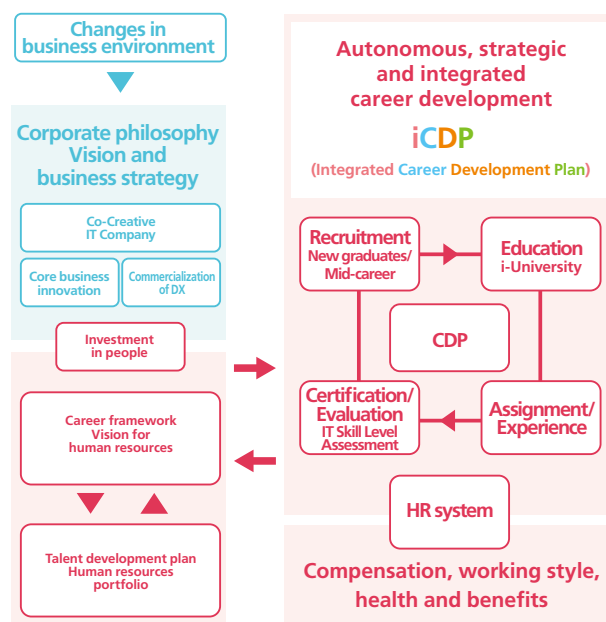 Changes in
business environment
Corporate philosophy
Vision and
business strategy
Co-Creative
IT Company
Core business
innovation
Commercialization
of DX
Investment
in people
Career framework
Vision for
human resources
Talent development plan
Human resources
portfolio
Autonomous, strategic
and integrated
career development
iCDP
(Integrated Career Development Plan)
Recruitment
New graduates/
Mid-career
Education
i-University
CDP
Certification/
Evaluation
IT Skill Level
Assessment
Assignment/
Experience
HR system
Compensation, working style,
health and benefits